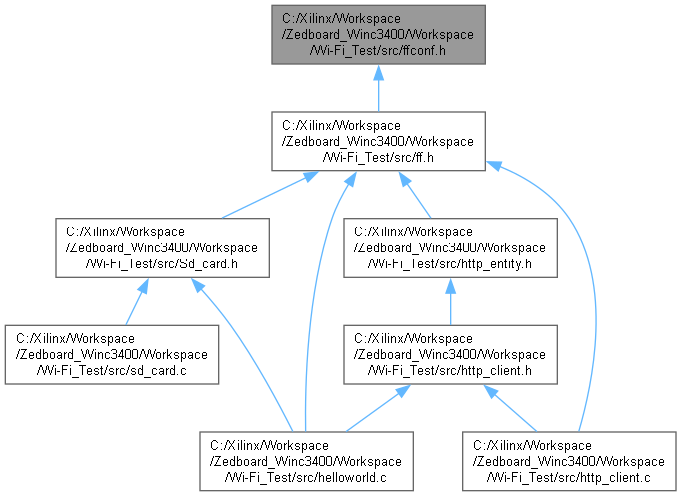 C:/Xilinx/Workspace
/Zedboard_Winc3400/Workspace
/Wi-Fi_Test/src/ffconf.h
C:/Xilinx/Workspace
/Zedboard_Winc3400/Workspace
/Wi-Fi_Test/src/ff.h
C:/Xilinx/Workspace
/Zedboard_Winc3400/Workspace
/Wi-Fi_Test/src/Sd_card.h
C:/Xilinx/Workspace
/Zedboard_Winc3400/Workspace
/Wi-Fi_Test/src/http_entity.h
C:/Xilinx/Workspace
/Zedboard_Winc3400/Workspace
/Wi-Fi_Test/src/sd_card.c
C:/Xilinx/Workspace
/Zedboard_Winc3400/Workspace
/Wi-Fi_Test/src/http_client.h
C:/Xilinx/Workspace
/Zedboard_Winc3400/Workspace
/Wi-Fi_Test/src/helloworld.c
C:/Xilinx/Workspace
/Zedboard_Winc3400/Workspace
/Wi-Fi_Test/src/http_client.c